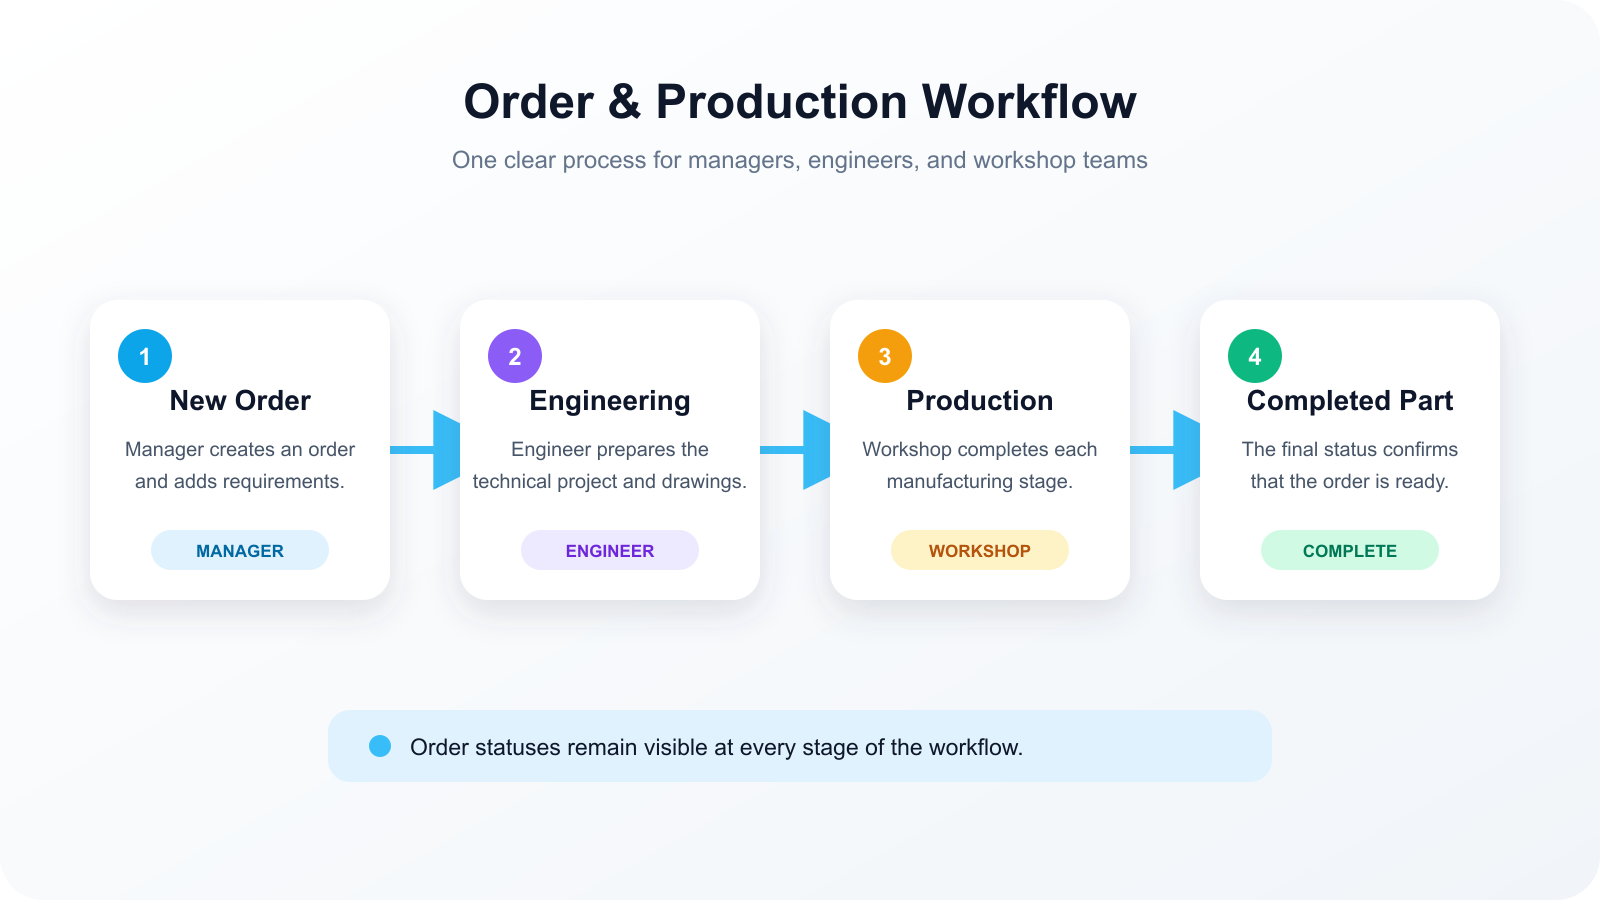 Order & Production Workflow
One clear process for managers, engineers, and workshop teams
1
New Order
Manager creates an order
and adds requirements.
MANAGER
2
Engineering
Engineer prepares the
technical project and drawings.
ENGINEER
3
Production
Workshop completes each
manufacturing stage.
WORKSHOP
4
Completed Part
The final status confirms
that the order is ready.
COMPLETE
Order statuses remain visible at every stage of the workflow.